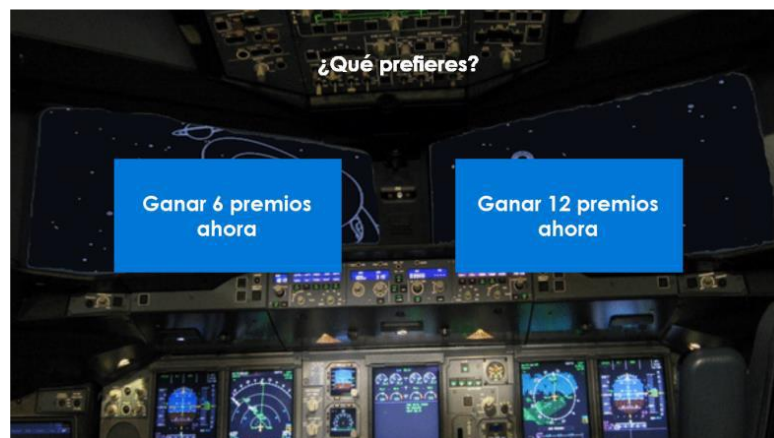 ¿Qué prefieres?
Ganar 6 premios
ahora
Ganar 12 premios
ahora